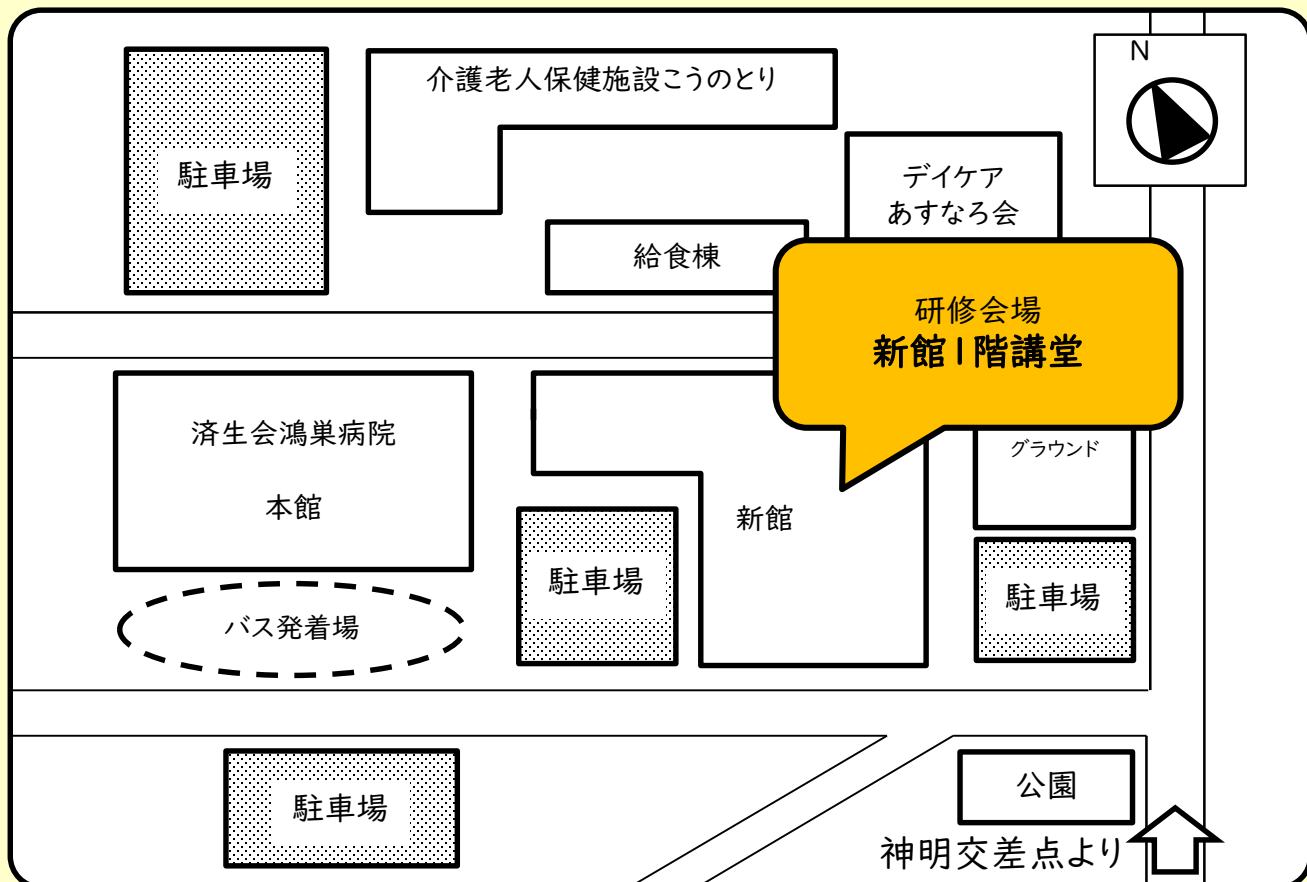 N
介護老人保健施設こうのとり
駐車場
デイケア
あすなろ会
給食棟
研修会場
新館1階講堂
済生会鴻巣病院
本館
グラウンド
新館
駐車場
駐車場
バス発着場
駐車場
公園
神明交差点より